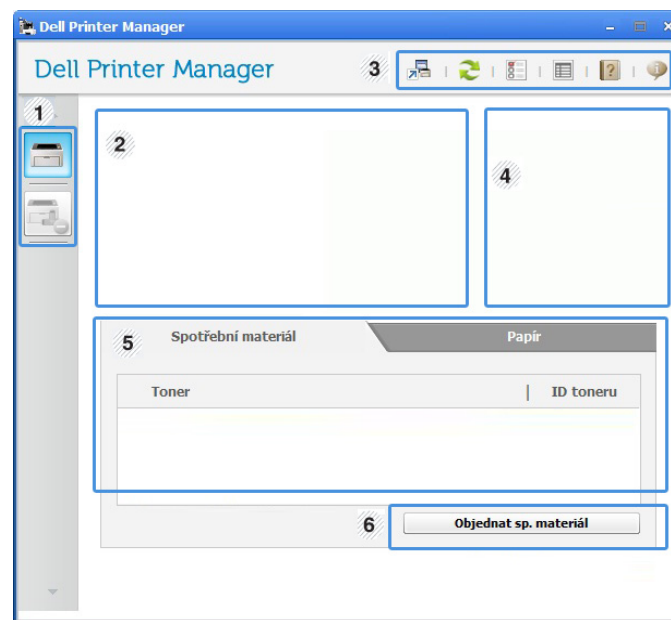 Dell Printer Manager
Dell Printer Manager
3
1
2
4
5
Spotřební materiál
Papír
Toner | ID toneru
6
Objednat sp. materiál